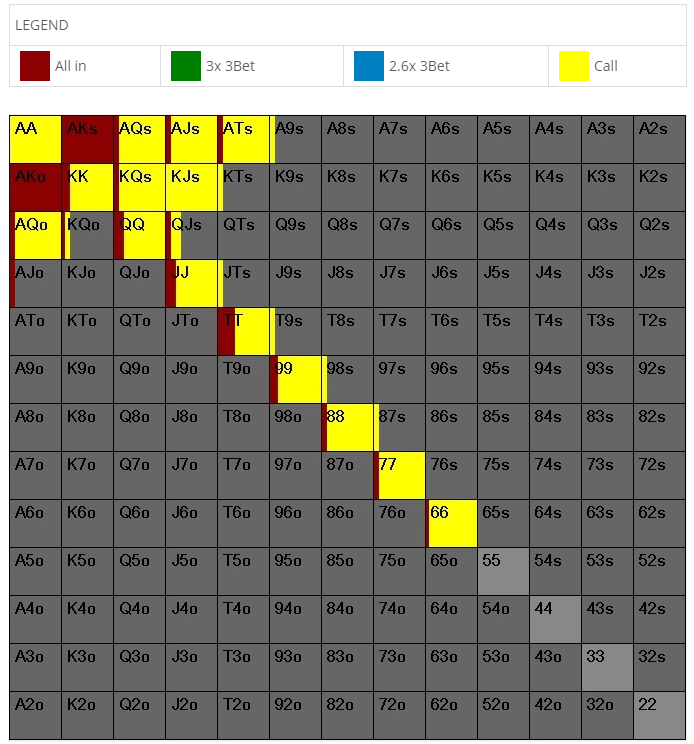 LEGEND
All in 3x 3Bet 2.6x 3Bet Call
AA AKs AQs AJs ATs A9s A8s A7s A6s A5s A4s A3s A2s
AKo KK KQs KJs KTs K9s K8s K7s K6s K5s K4s K3s K2s
AQo KQo QQ QJs QTs Q9s Q8s Q7s Q6s Q5s Q4s Q3s Q2s
AJo KJo QJo JJ JTs J9s J8s J7s J6s J5s J4s J3s J2s
ATo KTo QTo JTo TT T9s T8s T7s T6s T5s T4s T3s T2s
A9o K9o Q9o J9o T9o 99 98s 97s 96s 95s 94s 93s 92s
A8o K8o Q8o J8o T8o 98o 88 87s 86s 85s 84s 83s 82s
A7o K7o Q7o J7o T7o 97o 87o 77 76s 75s 74s 73s 72s
A6o K6o Q6o J6o T6o 96o 86o 76o 66 65s 64s 63s 62s
A5o K5o Q5o J5o T5o 95o 85o 75o 65o 55 54s 53s 52s
A4o K4o Q4o J4o T4o 94o 84o 74o 64o 54o 44 43s 42s
A3o K3o Q3o J3o T3o 93o 83o 73o 63o 53o 43o 33 32s
A2o K2o Q2o J2o T2o 92o 82o 72o 62o 52o 42o 32o 22